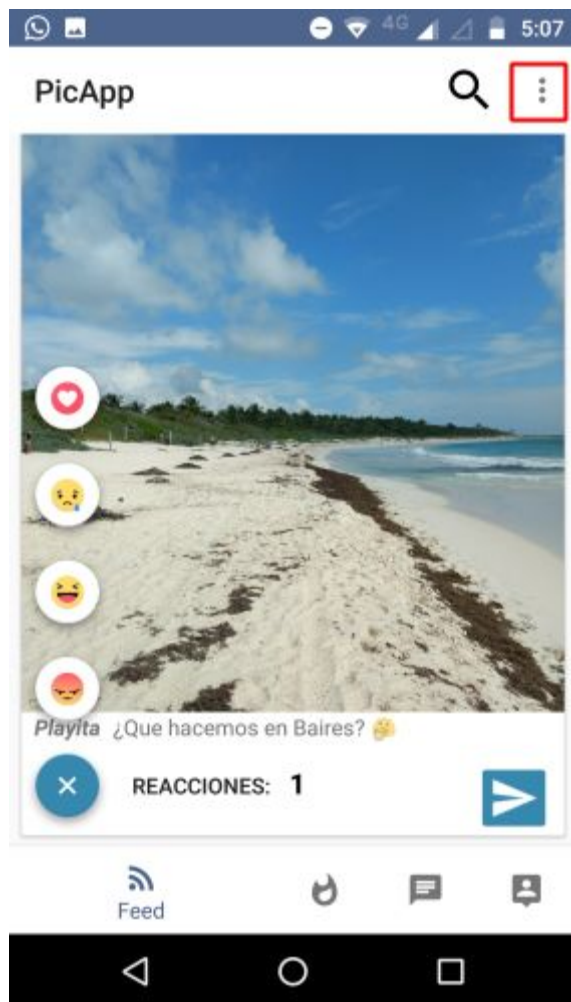 4G 5:07
PicApp
Playita ¿Que hacemos en Baires? 🤔
REACCIONES: 1
Feed